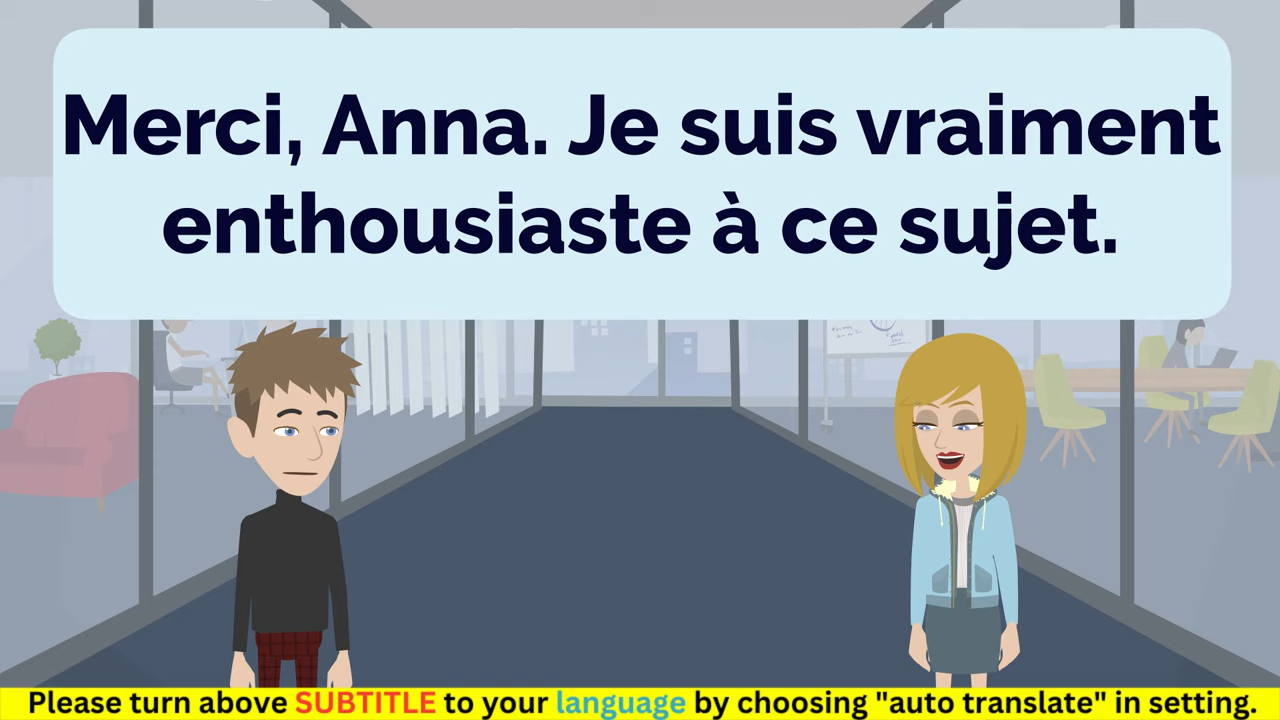 Merci, Anna. Je suis vraiment
enthousiaste à ce sujet.
Please turn above SUBTITLE to your language by choosing "auto translate" in setting.